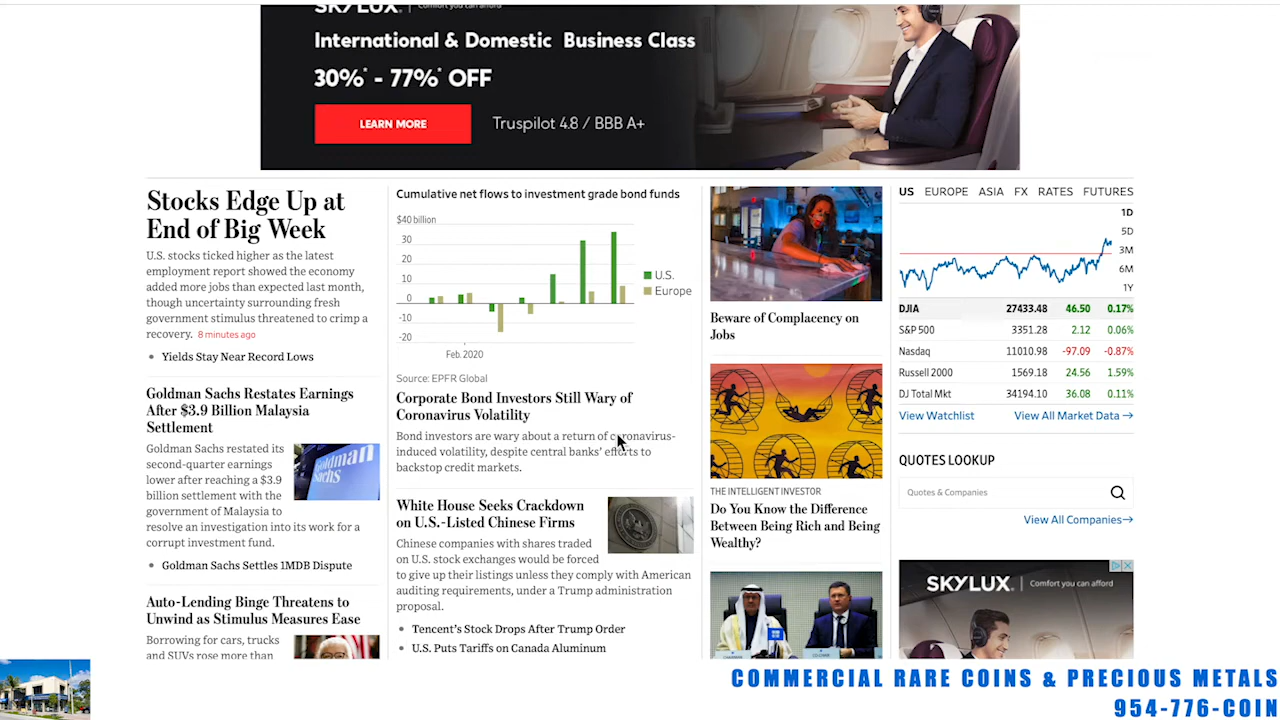 SKYLUX. | Comfort you can afford
International & Domestic Business Class
30%* - 77%* OFF
LEARN MORE
Truspilot 4.8 / BBB A+
Stocks Edge Up at
End of Big Week
U.S. stocks ticked higher as the latest
employment report showed the economy
added more jobs than expected last month,
though uncertainty surrounding fresh
government stimulus threatened to crimp a
recovery. 8 minutes ago
• Yields Stay Near Record Lows
Goldman Sachs Restates Earnings
After $3.9 Billion Malaysia
Settlement
Goldman Sachs restated its
second-quarter earnings
lower after reaching a $3.9
billion settlement with the
government of Malaysia to
resolve an investigation into its work for a
corrupt investment fund.
Goldman Sachs
• Goldman Sachs Settles 1MDB Dispute
Auto-Lending Binge Threatens to
Unwind as Stimulus Measures Ease
Borrowing for cars, trucks
and SUVs rose more than
Cumulative net flows to investment grade bond funds
$40 billion
30
20
10
0
-10
-20
Feb. 2020
U.S.
Europe
Source: EPFR Global
Corporate Bond Investors Still Wary of
Coronavirus Volatility
Bond investors are wary about a return of coronavirus-
induced volatility, despite central banks' efforts to
backstop credit markets.
White House Seeks Crackdown
on U.S.-Listed Chinese Firms
Chinese companies with shares traded
on U.S. stock exchanges would be forced
to give up their listings unless they comply with American
auditing requirements, under a Trump administration
proposal.
• Tencent's Stock Drops After Trump Order
• U.S. Puts Tariffs on Canada Aluminum
Beware of Complacency on
Jobs
THE INTELLIGENT INVESTOR
Do You Know the Difference
Between Being Rich and Being
Wealthy?
US EUROPE ASIA FX RATES FUTURES
1D
5D
3M
6M
1Y
DJIA 27433.48 46.50 0.17%
S&P 500 3351.28 2.12 0.06%
Nasdaq 11010.98 -97.09 -0.87%
Russell 2000 1569.18 24.56 1.59%
DJ Total Mkt 34194.10 36.08 0.11%
View Watchlist View All Market Data →
QUOTES LOOKUP
Quotes & Companies
View All Companies→
SKYLUX. | Comfort you can afford
COMMERCIAL RARE COINS & PRECIOUS METALS
954-776-COIN